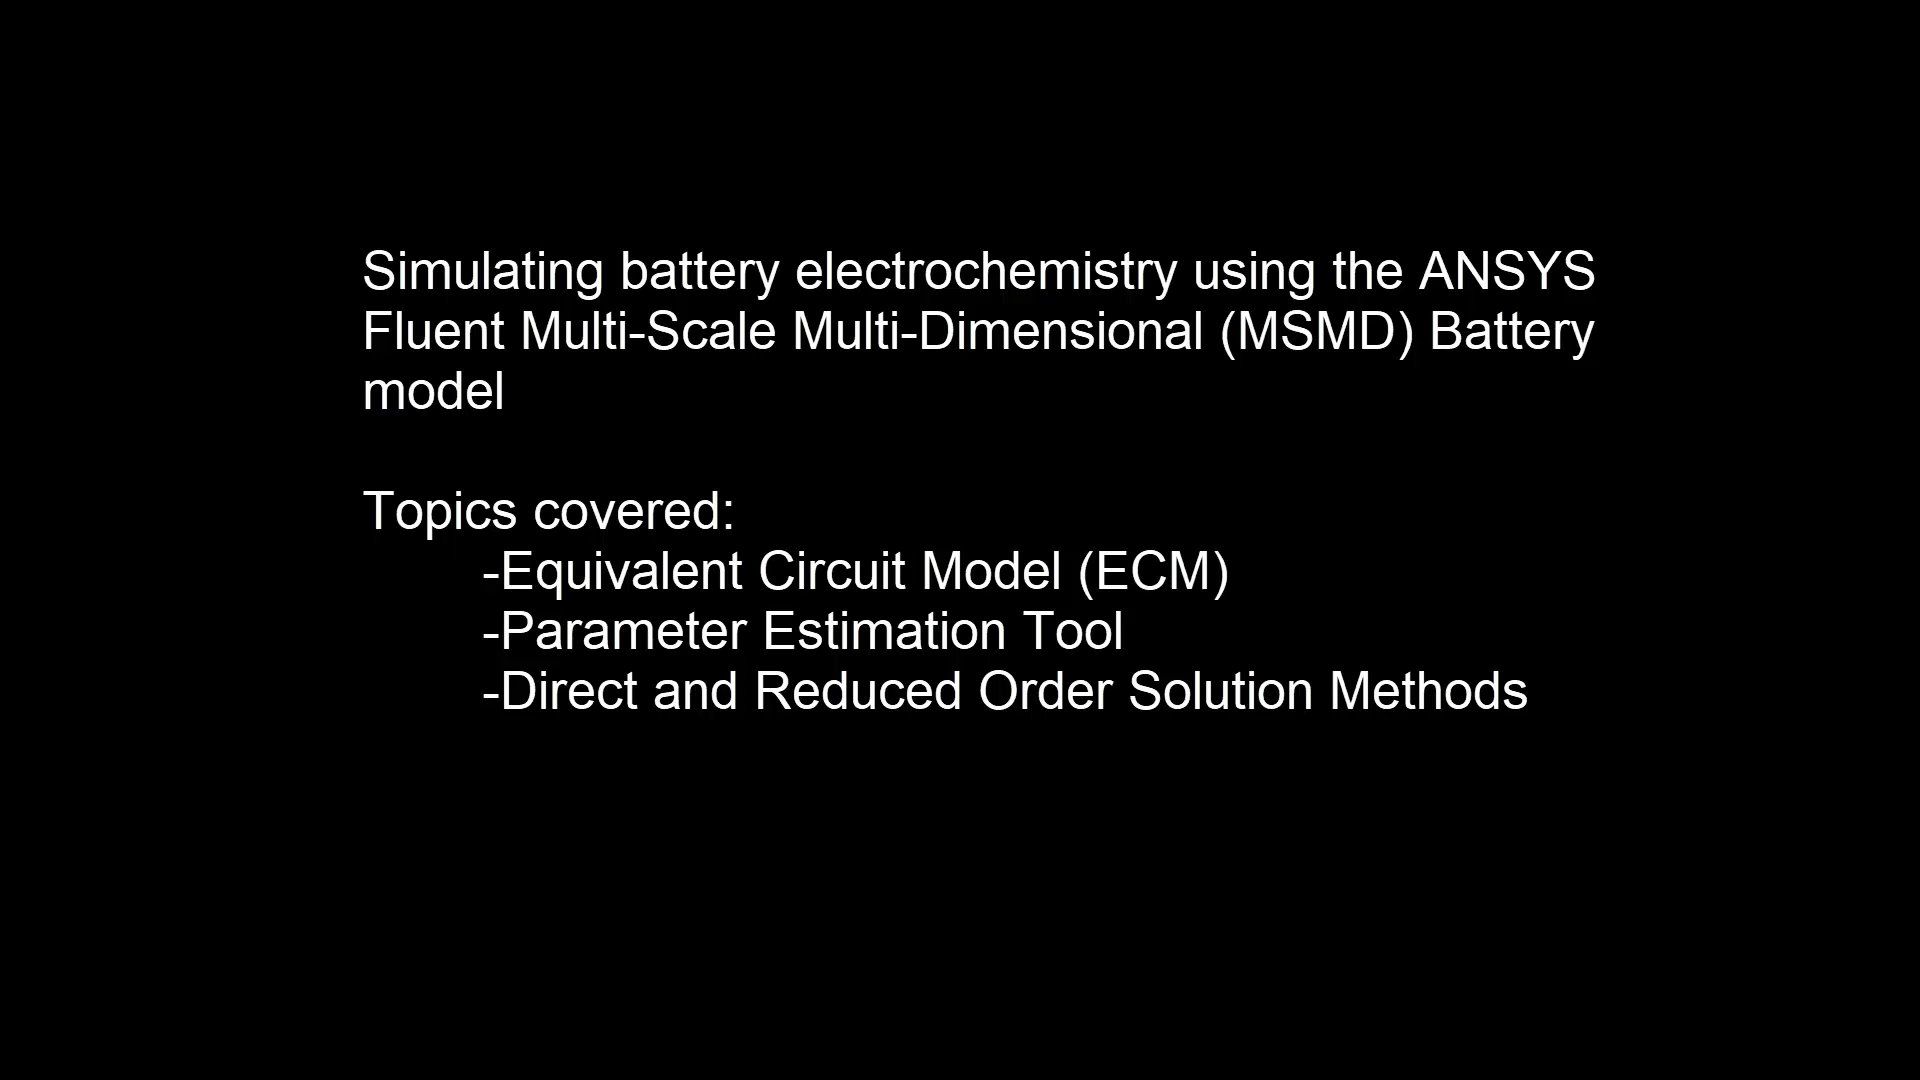 Simulating battery electrochemistry using the ANSYS
Fluent Multi-Scale Multi-Dimensional (MSMD) Battery
model
Topics covered:
-Equivalent Circuit Model (ECM)
-Parameter Estimation Tool
-Direct and Reduced Order Solution Methods